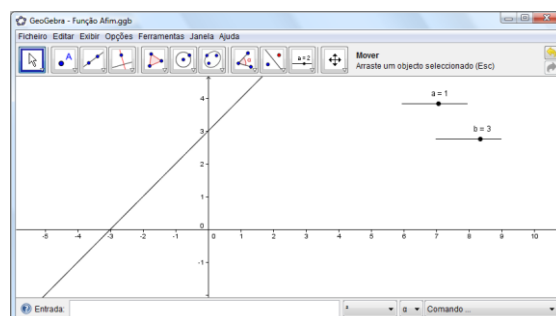 GeoGebra - Função Afim.ggb
Ficheiro Editar Exibir Opções Ferramentas Janela Ajuda
A
α
a=2
Mover
Arraste um objecto seleccionado (Esc)
a = 1
b = 3
4
3
2
1
0
-1
-5 -4 -3 -2 -1 0 1 2 3 4 5 6 7 8 9 10
Entrada:
α
Comando ...